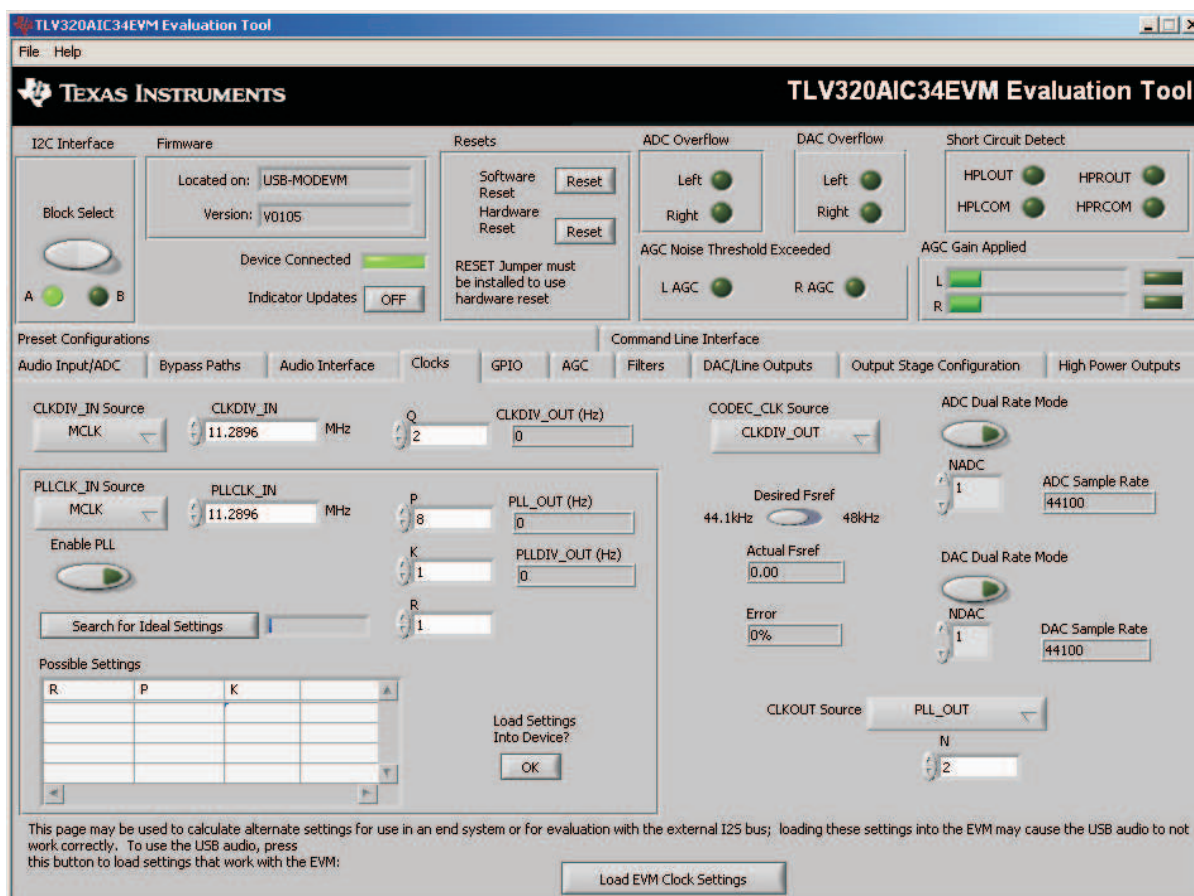 TLV320AIC34EVM Evaluation Tool
File Help
TEXAS INSTRUMENTS
TLV320AIC34EVM Evaluation Tool
I2C Interface
Block Select
A B
Firmware
Located on: USB-MODEVM
Version: V0105
Device Connected
Indicator Updates OFF
Resets
Software
Reset
Reset
Hardware
Reset
Reset
RESET Jumper must
be installed to use
hardware reset
ADC Overflow
Left
Right
DAC Overflow
Left
Right
Short Circuit Detect
HPLOUT HPROUT
HPLCOM HPRCOM
AGC Noise Threshold Exceeded
L AGC R AGC
AGC Gain Applied
L
R
Preset Configurations Command Line Interface
Audio Input/ADC Bypass Paths Audio Interface Clocks GPIO AGC Filters DAC/Line Outputs Output Stage Configuration High Power Outputs
CLKDIV_IN Source
MCLK
CLKDIV_IN
11.2896 MHz
Q
2
CLKDIV_OUT (Hz)
0
PLLCLK_IN Source
MCLK
PLLCLK_IN
11.2896 MHz
P
8
PLL_OUT (Hz)
0
Enable PLL
K
1
PLLDIV_OUT (Hz)
0
R
1
Search for Ideal Settings
Possible Settings
R P K
Load Settings
Into Device?
OK
CODEC_CLK Source
CLKDIV_OUT
ADC Dual Rate Mode
NADC
1
ADC Sample Rate
44100
Desired Fsref
44.1kHz 48kHz
Actual Fsref
0.00
Error
0%
DAC Dual Rate Mode
NDAC
1
DAC Sample Rate
44100
CLKOUT Source PLL_OUT
N
2
This page may be used to calculate alternate settings for use in an end system or for evaluation with the external I2S bus; loading these settings into the EVM may cause the USB audio to not
work correctly. To use the USB audio, press
this button to load settings that work with the EVM:
Load EVM Clock Settings